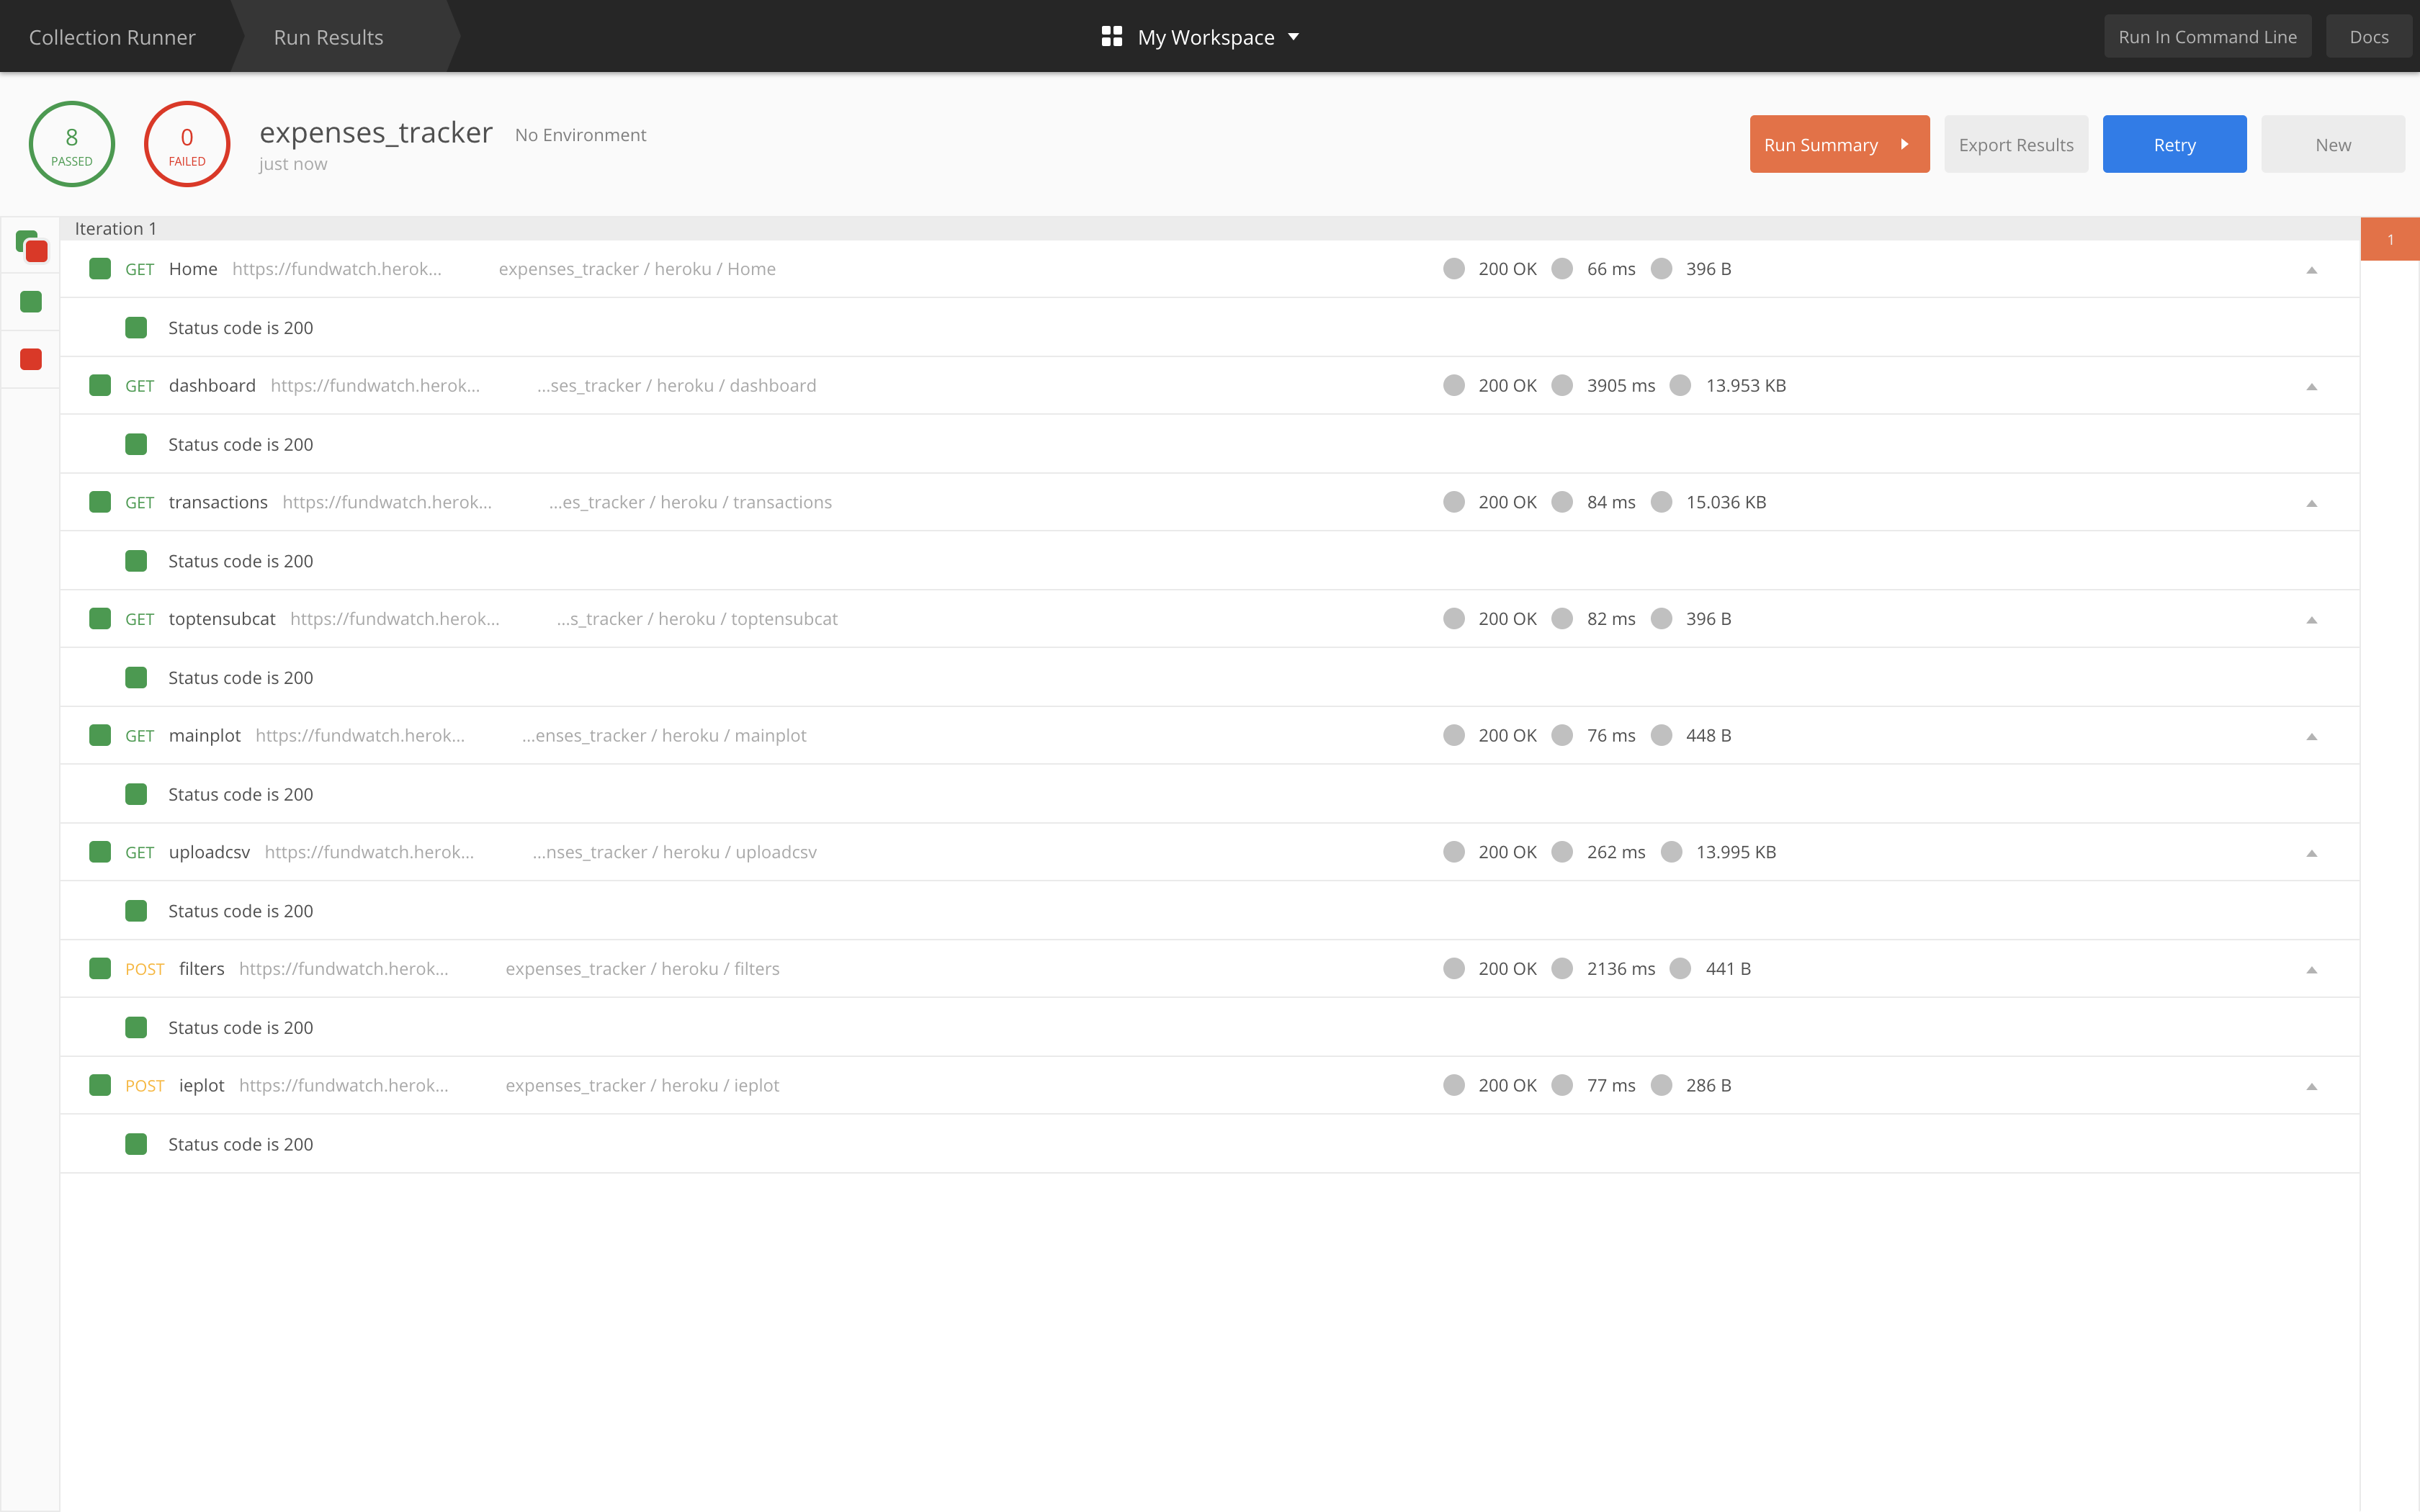 Collection Runner Run Results My Workspace Run In Command Line Docs
8 PASSED 0 FAILED expenses_tracker No Environment
just now
Run Summary Export Results Retry New
Iteration 1
1
GET Home https://fundwatch.herok... expenses_tracker / heroku / Home 200 OK 66 ms 396 B
Status code is 200
GET dashboard https://fundwatch.herok... ...ses_tracker / heroku / dashboard 200 OK 3905 ms 13.953 KB
Status code is 200
GET transactions https://fundwatch.herok... ...es_tracker / heroku / transactions 200 OK 84 ms 15.036 KB
Status code is 200
GET toptensubcat https://fundwatch.herok... ...s_tracker / heroku / toptensubcat 200 OK 82 ms 396 B
Status code is 200
GET mainplot https://fundwatch.herok... ...enses_tracker / heroku / mainplot 200 OK 76 ms 448 B
Status code is 200
GET uploadcsv https://fundwatch.herok... ...nses_tracker / heroku / uploadcsv 200 OK 262 ms 13.995 KB
Status code is 200
POST filters https://fundwatch.herok... expenses_tracker / heroku / filters 200 OK 2136 ms 441 B
Status code is 200
POST ieplot https://fundwatch.herok... expenses_tracker / heroku / ieplot 200 OK 77 ms 286 B
Status code is 200